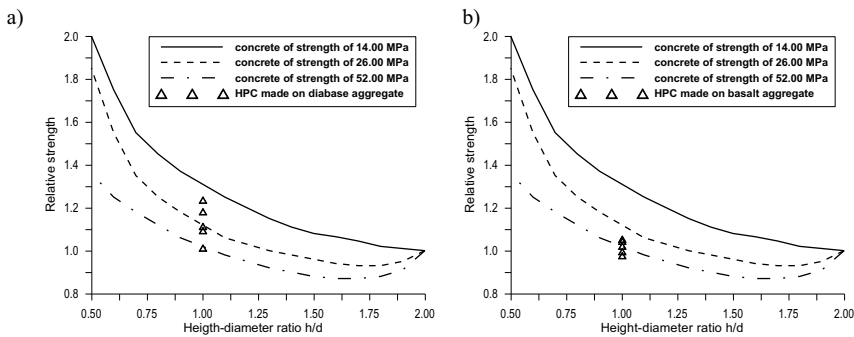 a)
2.0
1.8
1.6
1.4
1.2
1.0
0.8
Relative strength
concrete of strength of 14.00 MPa
concrete of strength of 26.00 MPa
concrete of strength of 52.00 MPa
HPC made on diabase aggregate
0.50 0.75 1.00 1.25 1.50 1.75 2.00
Heigth-diameter ratio h/d
b)
2.0
1.8
1.6
1.4
1.2
1.0
0.8
Relative strength
concrete of strength of 14.00 MPa
concrete of strength of 26.00 MPa
concrete of strength of 52.00 MPa
HPC made on basalt aggregate
0.50 0.75 1.00 1.25 1.50 1.75 2.00
Height-diameter ratio h/d